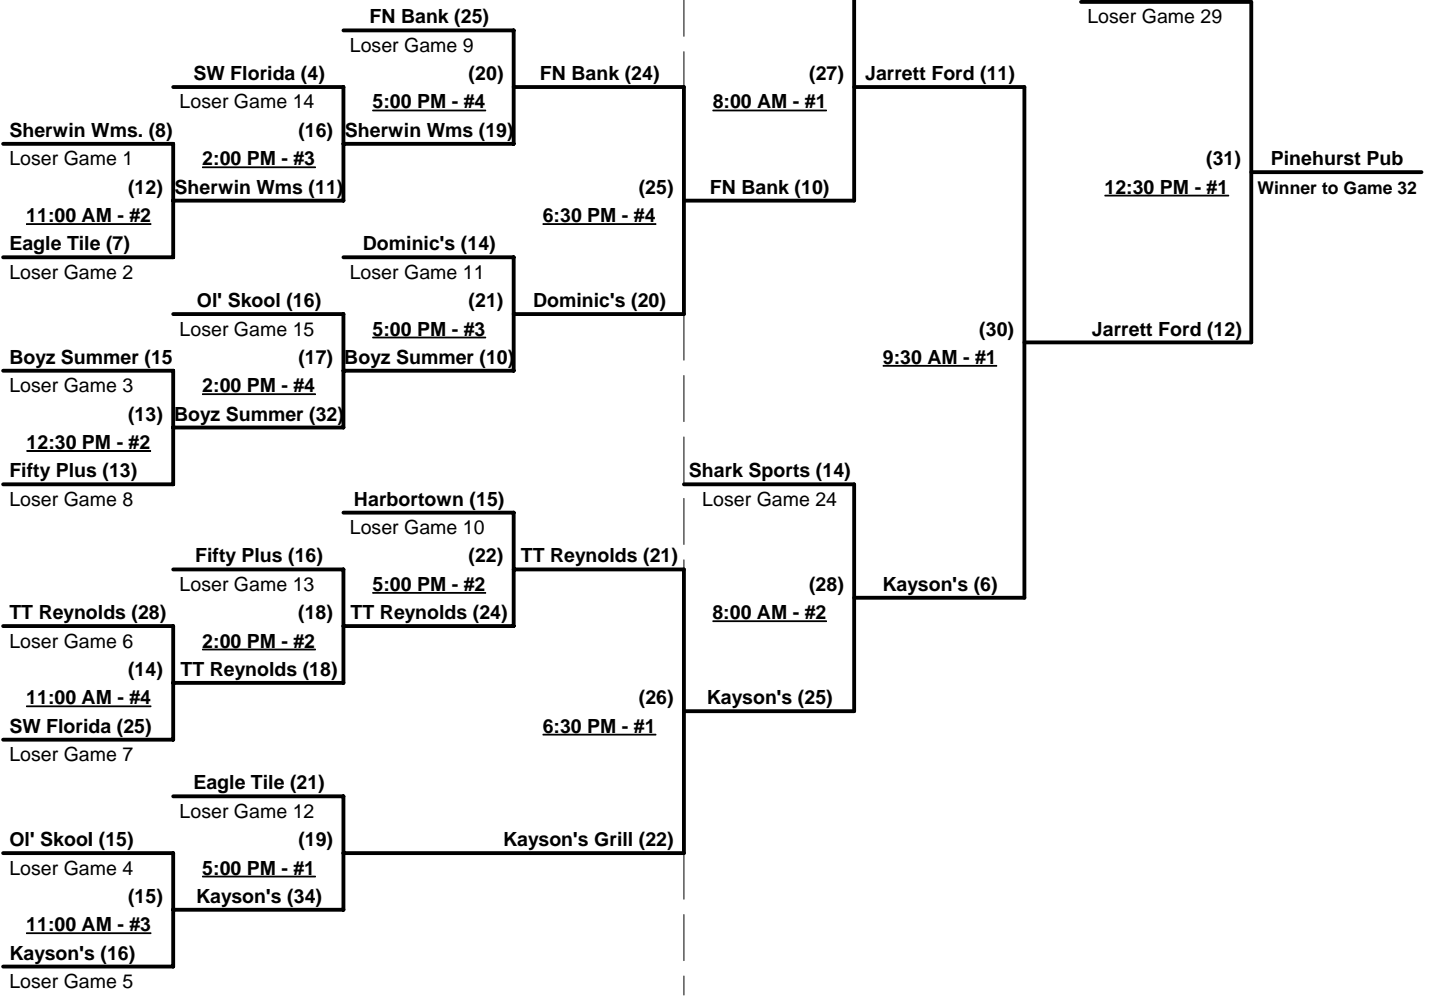 FN Bank (25)
Loser Game 29
Loser Game 9
SW Florida (4)
(20)
FN Bank (24)
(27)
Jarrett Ford (11)
Loser Game 14
5:00 PM - #4
8:00 AM - #1
Sherwin Wms. (8)
(16)
Sherwin Wms (19)
Loser Game 1
2:00 PM - #3
(31)
Pinehurst Pub
(12)
Sherwin Wms (11)
(25)
FN Bank (10)
12:30 PM - #1
Winner to Game 32
11:00 AM - #2
6:30 PM - #4
Eagle Tile (7)
Dominic's (14)
Loser Game 2
Loser Game 11
Ol' Skool (16)
(21)
Dominic's (20)
Loser Game 15
5:00 PM - #3
(30)
Jarrett Ford (12)
Boyz Summer (15
(17)
Boyz Summer (10)
9:30 AM - #1
Loser Game 3
2:00 PM - #4
(13)
Boyz Summer (32)
12:30 PM - #2
Fifty Plus (13)
Shark Sports (14)
Loser Game 8
Harbortown (15)
Loser Game 24
Loser Game 10
Fifty Plus (16)
(22)
TT Reynolds (21)
Loser Game 13
5:00 PM - #2
(28)
Kayson's (6)
TT Reynolds (28)
(18)
TT Reynolds (24)
8:00 AM - #2
Loser Game 6
2:00 PM - #2
(14)
TT Reynolds (18)
11:00 AM - #4
(26)
Kayson's (25)
SW Florida (25)
6:30 PM - #1
Loser Game 7
Eagle Tile (21)
Loser Game 12
Ol' Skool (15)
(19)
Kayson's Grill (22)
Loser Game 4
5:00 PM - #1
(15)
Kayson's (34)
11:00 AM - #3
Kayson's (16)
Loser Game 5